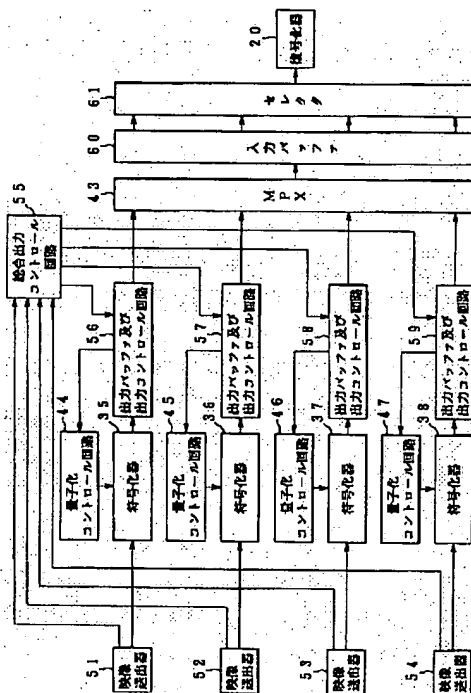 55
総合出力
コントロール
回路
44
量子化
コントロール回路
56
出力バッファ及び
出力コントロール回路
51
映像
送出器
35
符号化器
45
量子化
コントロール回路
57
出力バッファ及び
出力コントロール回路
52
映像
送出器
36
符号化器
46
量子化
コントロール回路
58
出力バッファ及び
出力コントロール回路
53
映像
送出器
37
符号化器
47
量子化
コントロール回路
59
出力バッファ及び
出力コントロール回路
54
映像
送出器
38
符号化器
43
MPX
60
入力バッファ
61
セレクタ
20
復号化器